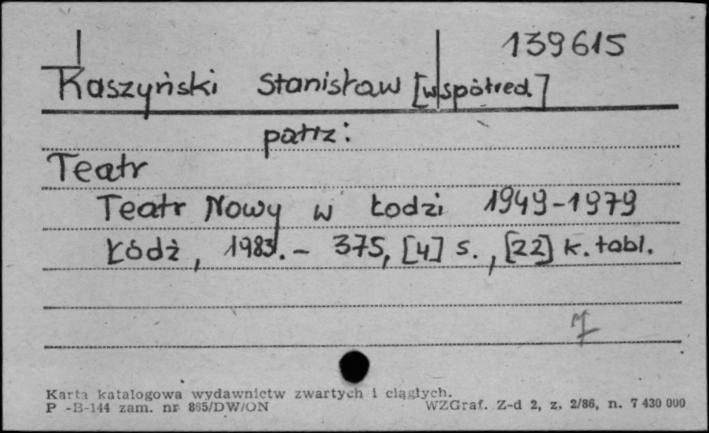 139615
Kaszyński Stanisław [współred.]
patrz:
Teatr
Teatr Nowy w Łodzi 1949-1979
Łódź, 1983. - 375, [4] s., [22] k. tabl.
Karta katalogowa wydawnictw zwartych i ciągłych.
P -B-144 zam. nr 865/DW/ON WZGraf. Z-d 2, z. 2/86, n. 7 430 000